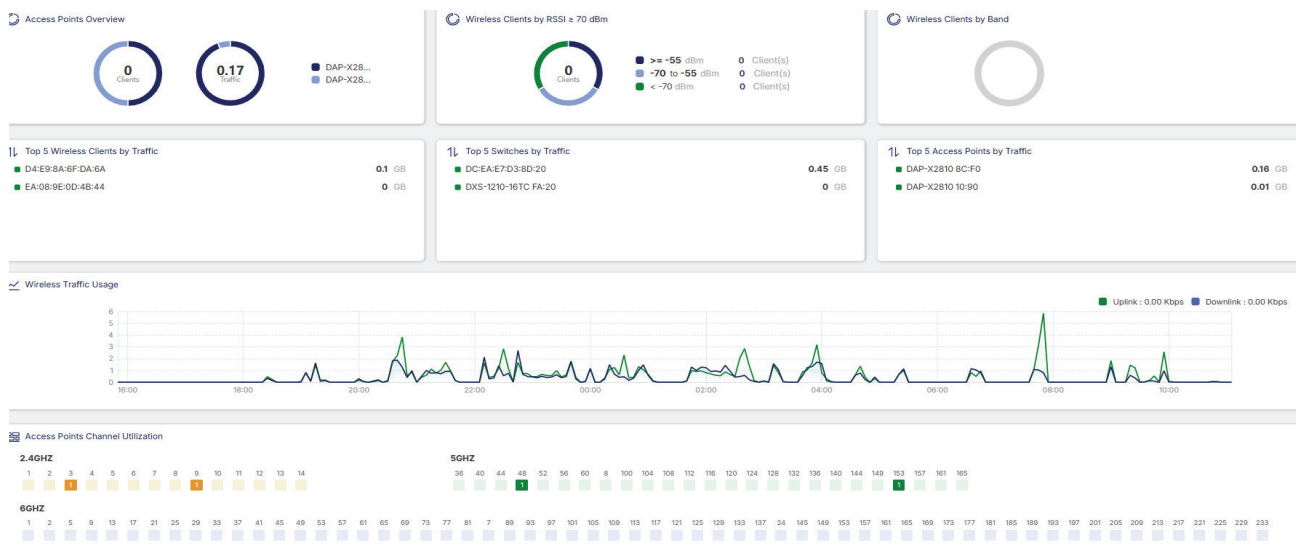 Access Points Overview
0
Clients
0.17
Traffic
DAP-X28...
DAP-X28...
Wireless Clients by RSSI ≥ 70 dBm
0
Clients
>= -55 dBm 0 Client(s)
-70 to -55 dBm 0 Client(s)
< -70 dBm 0 Client(s)
Wireless Clients by Band
Top 5 Wireless Clients by Traffic
D4:E9:8A:6F:DA:6A 0.1 GB
EA:08:9E:0D:4B:44 0 GB
Top 5 Switches by Traffic
DC:EA:E7:D3:8D:20 0.45 GB
DXS-1210-16TC FA:20 0 GB
Top 5 Access Points by Traffic
DAP-X2810 8C:F0 0.16 GB
DAP-X2810 10:90 0.01 GB
Wireless Traffic Usage
Uplink : 0.00 Kbps Downlink : 0.00 Kbps
6
5
4
3
2
1
0
16:00 18:00 20:00 22:00 00:00 02:00 04:00 06:00 08:00 10:00
Access Points Channel Utilization
2.4GHZ
1 2 3 4 5 6 7 8 9 10 11 12 13 14
1 1
5GHZ
36 40 44 48 52 56 60 8 100 104 108 112 116 120 124 128 132 136 140 144 149 153 157 161 165
1 1
6GHZ
1 2 5 9 13 17 21 25 29 33 37 41 45 49 53 57 61 65 69 73 77 81 7 89 93 97 101 105 109 113 117 121 125 129 133 137 24 145 149 153 157 161 165 169 173 177 181 185 189 193 197 201 205 209 213 217 221 225 229 233